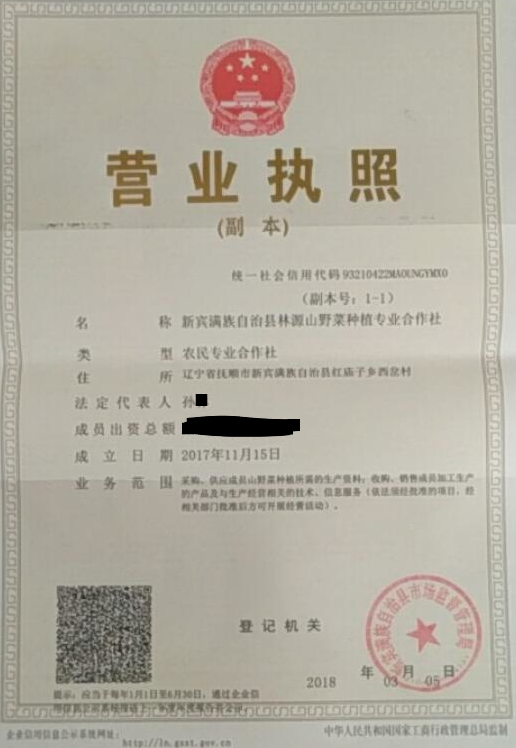 营业执照
(副 本)
统一社会信用代码 93210422MA0UNGYMX0
(副本号: 1-1)
名 称 新宾满族自治县林源山野菜种植专业合作社
类 型 农民专业合作社
住 所 辽宁省抚顺市新宾满族自治县红庙子乡西岔村
法定代表人 孙
成员出资总额
成立日期 2017年11月15日
业务范围 采购、供应成员山野菜种植所需的生产资料;收购、销售成员加工生产
的产品及与生产经营相关的技术、信息服务(依法须经批准的项目,经
相关部门批准后方可开展经营活动)。
登记机关
新宾满族自治县市场监督管理局
2018 年 03 月 05 日
提示:应当于每年1月1日至6月30日,通过企业信
用信息公示系统报送上一年度年度报告公示
企业信用信息公示系统网址:
http://ln.gsxt.gov.cn
中华人民共和国国家工商行政管理总局监制